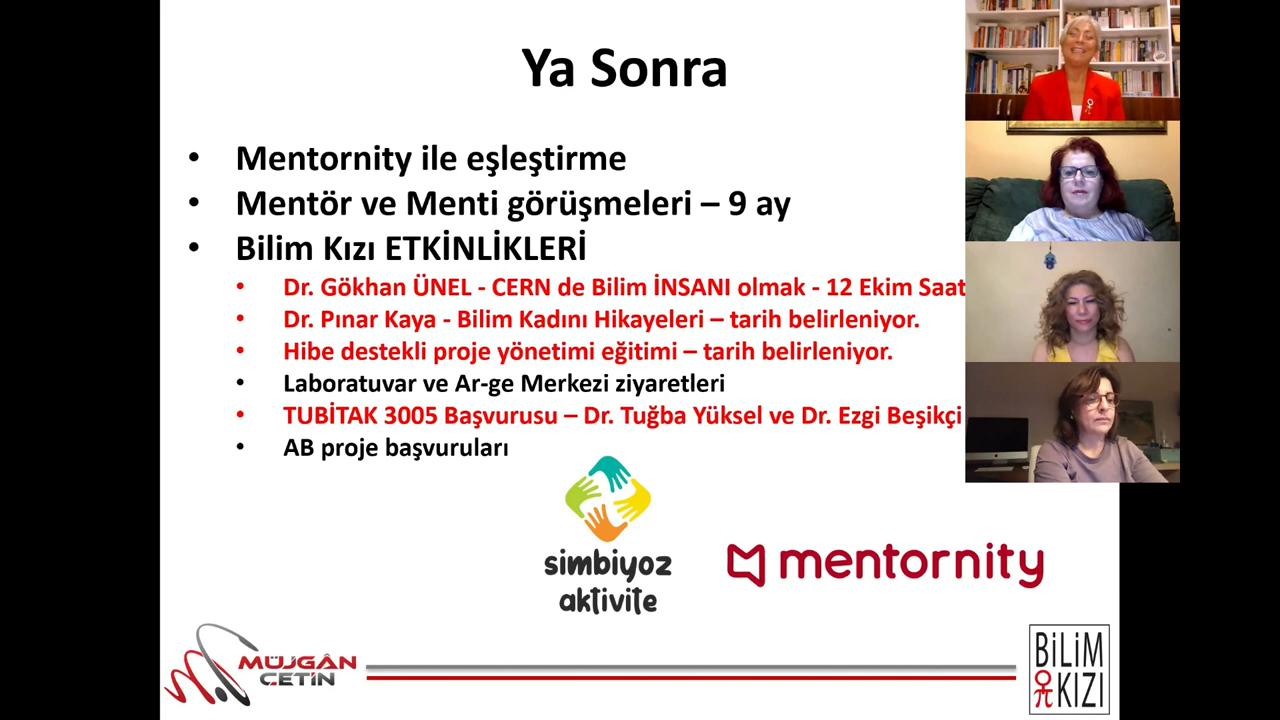 Ya Sonra
• Mentornity ile eşleştirme
• Mentör ve Menti görüşmeleri – 9 ay
• Bilim Kızı ETKİNLİKLERİ
• Dr. Gökhan ÜNEL - CERN de Bilim İNSANI olmak - 12 Ekim Saat
• Dr. Pınar Kaya - Bilim Kadını Hikayeleri – tarih belirleniyor.
• Hibe destekli proje yönetimi eğitimi – tarih belirleniyor.
• Laboratuvar ve Ar-ge Merkezi ziyaretleri
• TUBİTAK 3005 Başvurusu – Dr. Tuğba Yüksel ve Dr. Ezgi Beşikçi
• AB proje başvuruları
simbiyoz
aktivite
mentornity
MÜJGÂN
ÇETİN
BİLİM
KIZI